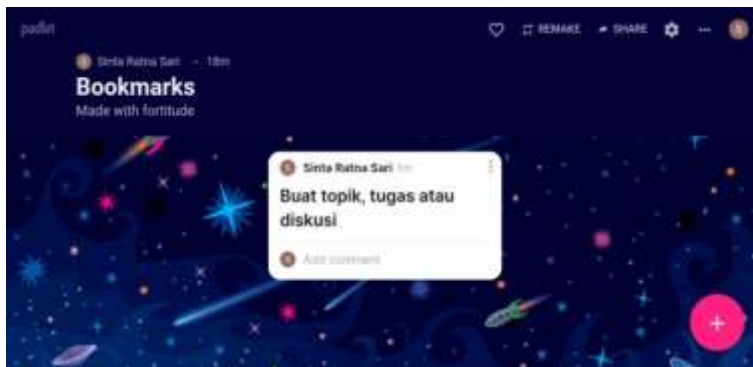 padlet
REMAKE SHARE
Sinta Ratna Sari 18m
Bookmarks
Made with fortitude
Sinta Ratna Sari
Buat topik, tugas atau
diskusi
Add comment